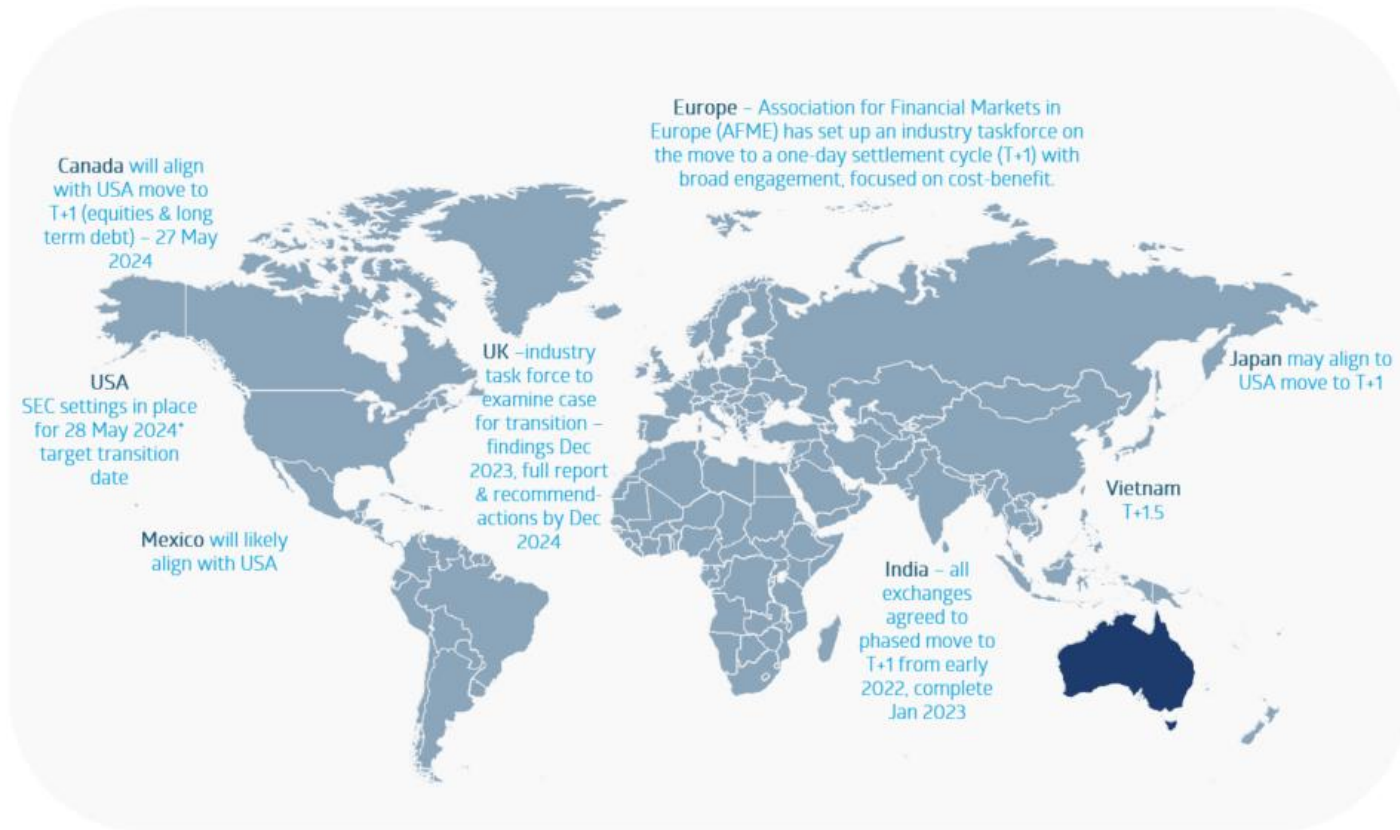 Europe – Association for Financial Markets in
Europe (AFME) has set up an industry taskforce on
the move to a one-day settlement cycle (T+1) with
broad engagement, focused on cost-benefit.
Canada will align
with USA move to
T+1 (equities & long
term debt) – 27 May
2024
USA
SEC settings in place
for 28 May 2024*
target transition
date
Mexico will likely
align with USA
UK –industry
task force to
examine case
for transition –
findings Dec
2023, full report
& recommend-
actions by Dec
2024
Japan may align to
USA move to T+1
Vietnam
T+1.5
India – all
exchanges
agreed to
phased move to
T+1 from early
2022, complete
Jan 2023